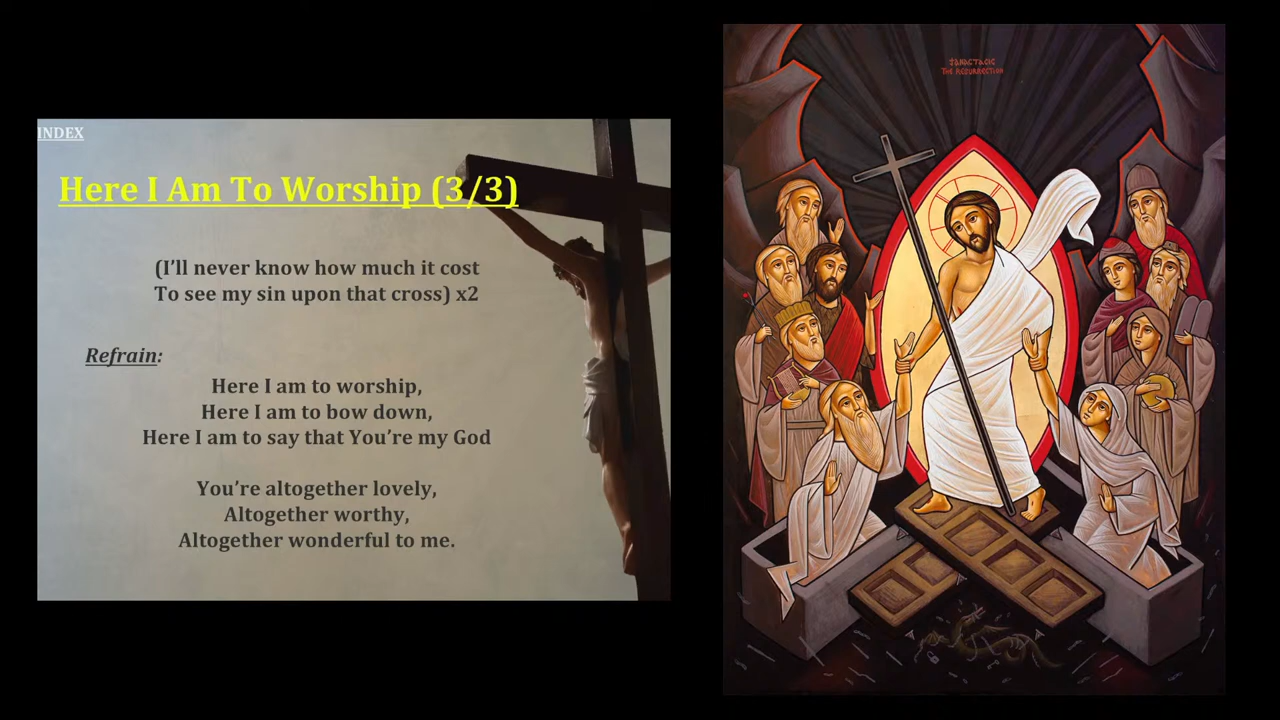 INDEX
Here I Am To Worship (3/3)
(I’ll never know how much it cost
To see my sin upon that cross) x2
Refrain:
Here I am to worship,
Here I am to bow down,
Here I am to say that You’re my God
You’re altogether lovely,
Altogether worthy,
Altogether wonderful to me.
THE RESURRECTION